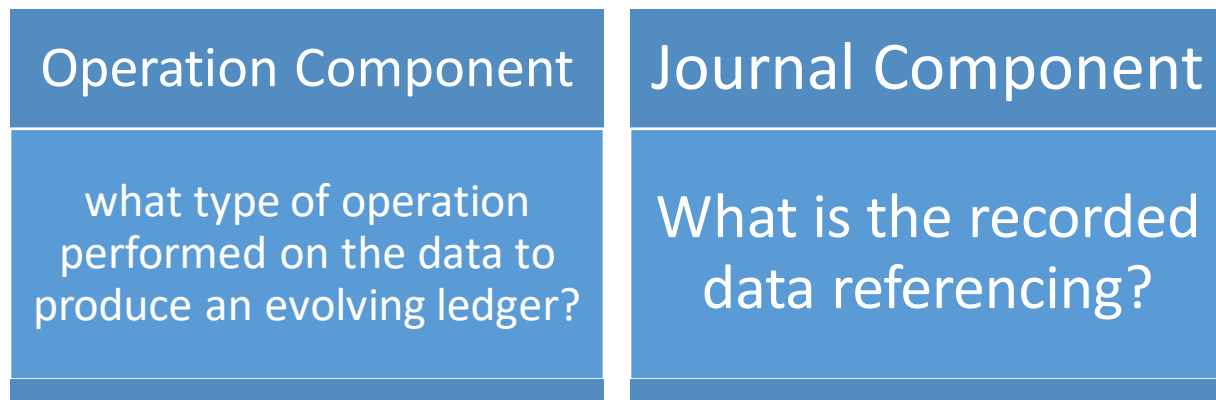 Operation Component
what type of operation
performed on the data to
produce an evolving ledger?
Journal Component
What is the recorded
data referencing?